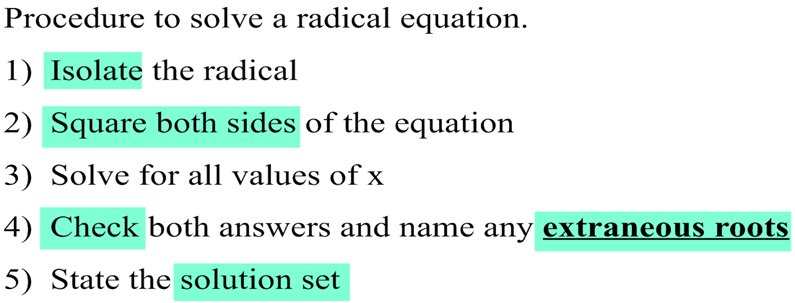 Procedure to solve a radical equation.
1) Isolate the radical
2) Square both sides of the equation
3) Solve for all values of x
4) Check both answers and name any extraneous roots
5) State the solution set